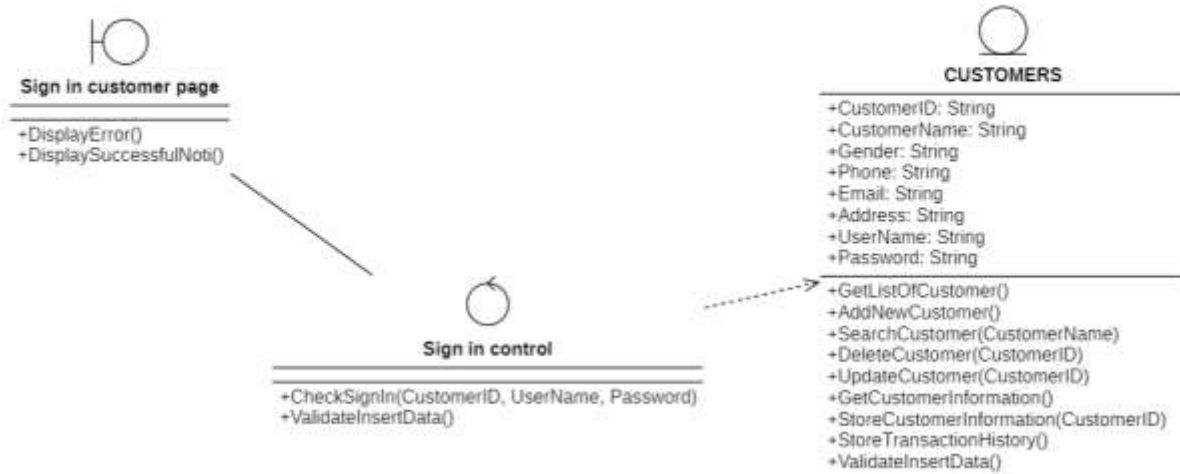 Sign in customer page
+DisplayError()
+DisplaySuccessfulNoti()
Sign in control
+CheckSignIn(CustomerID, UserName, Password)
+ValidateInsertData()
CUSTOMERS
+CustomerID: String
+CustomerName: String
+Gender: String
+Phone: String
+Email: String
+Address: String
+UserName: String
+Password: String
+GetListOfCustomer()
+AddNewCustomer()
+SearchCustomer(CustomerName)
+DeleteCustomer(CustomerID)
+UpdateCustomer(CustomerID)
+GetCustomerInformation()
+StoreCustomerInformation(CustomerID)
+StoreTransactionHistory()
+ValidateInsertData()